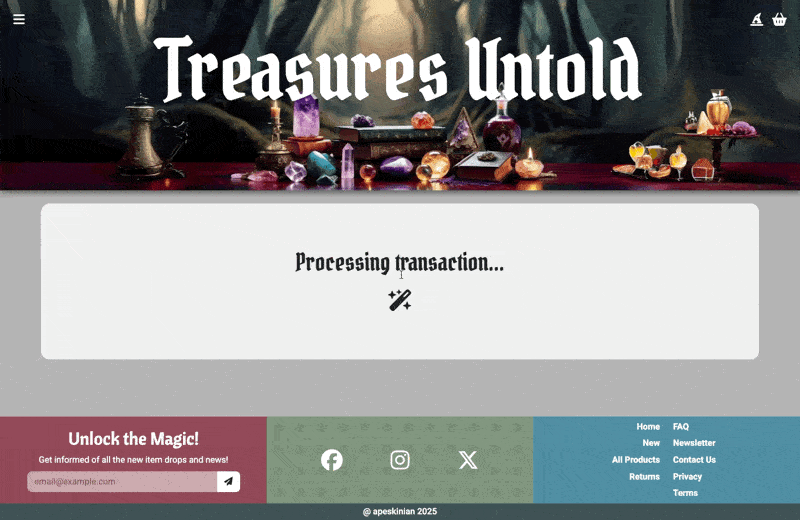 Treasures Untold
Processing transaction...
Unlock the Magic!
Get informed of all the new item drops and news!
email@example.com
Home FAQ
New Newsletter
All Products Contact Us
Returns Privacy
Terms
@ apeskinian 2025